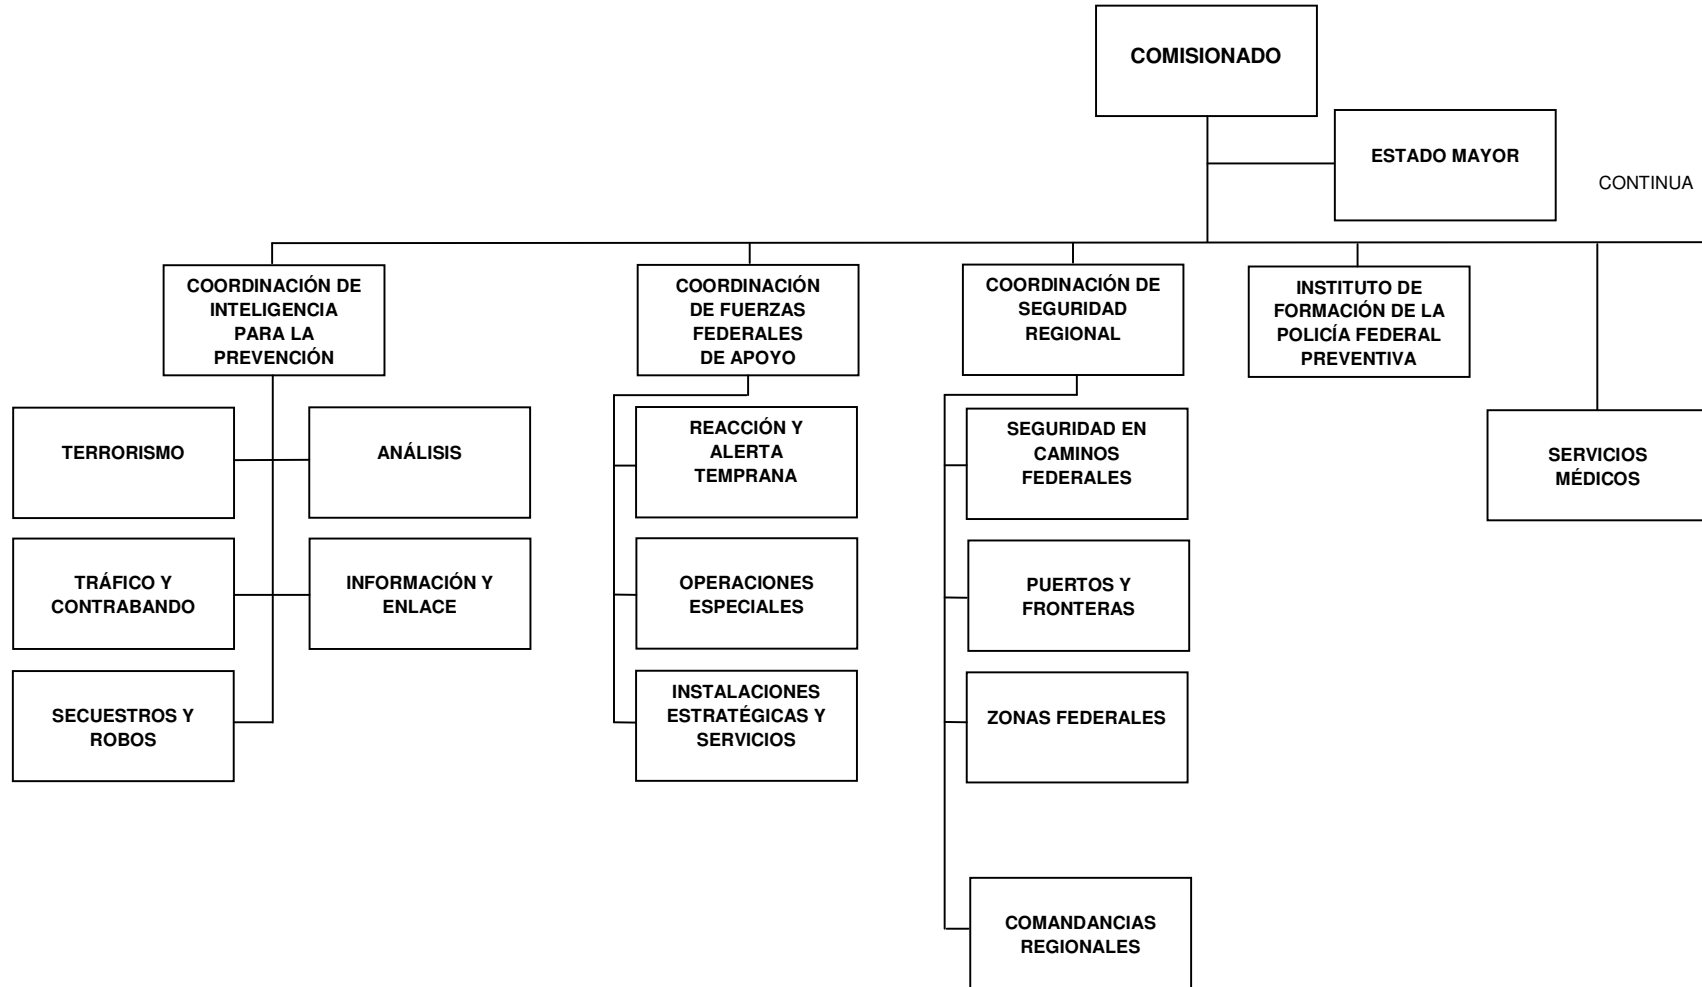 COMISIONADO
ESTADO MAYOR
CONTINUA
COORDINACIÓN DE
INTELIGENCIA
PARA LA
PREVENCIÓN
COORDINACIÓN
DE FUERZAS
FEDERALES
DE APOYO
COORDINACIÓN DE
SEGURIDAD
REGIONAL
INSTITUTO DE
FORMACIÓN DE LA
POLICÍA FEDERAL
PREVENTIVA
TERRORISMO
ANÁLISIS
REACCIÓN Y
ALERTA
TEMPRANA
SEGURIDAD EN
CAMINOS
FEDERALES
SERVICIOS
MÉDICOS
TRÁFICO Y
CONTRABANDO
INFORMACIÓN Y
ENLACE
OPERACIONES
ESPECIALES
PUERTOS Y
FRONTERAS
SECUESTROS Y
ROBOS
INSTALACIONES
ESTRATÉGICAS Y
SERVICIOS
ZONAS FEDERALES
COMANDANCIAS
REGIONALES